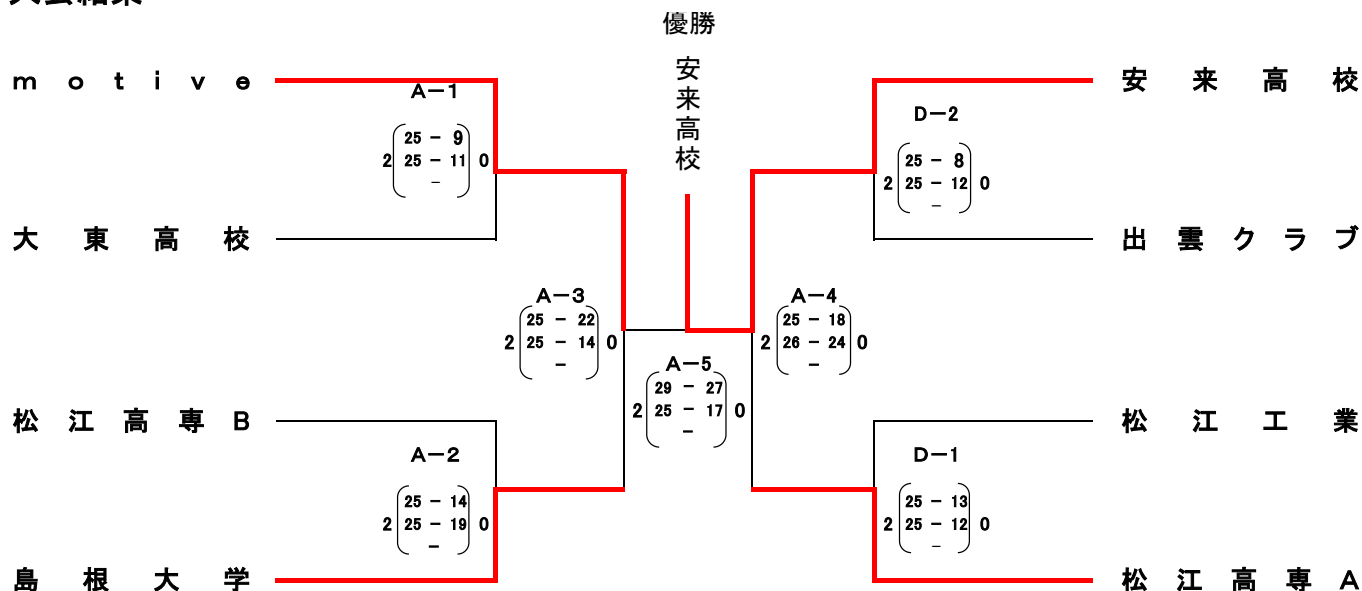 優勝
安来高校
motive
A-1
25 - 9
2 25 - 11 0
-
大東高校
安来高校
D-2
25 - 8
2 25 - 12 0
-
出雲クラブ
A-3
25 - 22
2 25 - 14 0
-
A-4
25 - 18
2 26 - 24 0
-
A-5
29 - 27
2 25 - 17 0
-
松江高専B
A-2
25 - 14
2 25 - 19 0
-
島根大学
松江工業
D-1
25 - 13
2 25 - 12 0
-
松江高専A